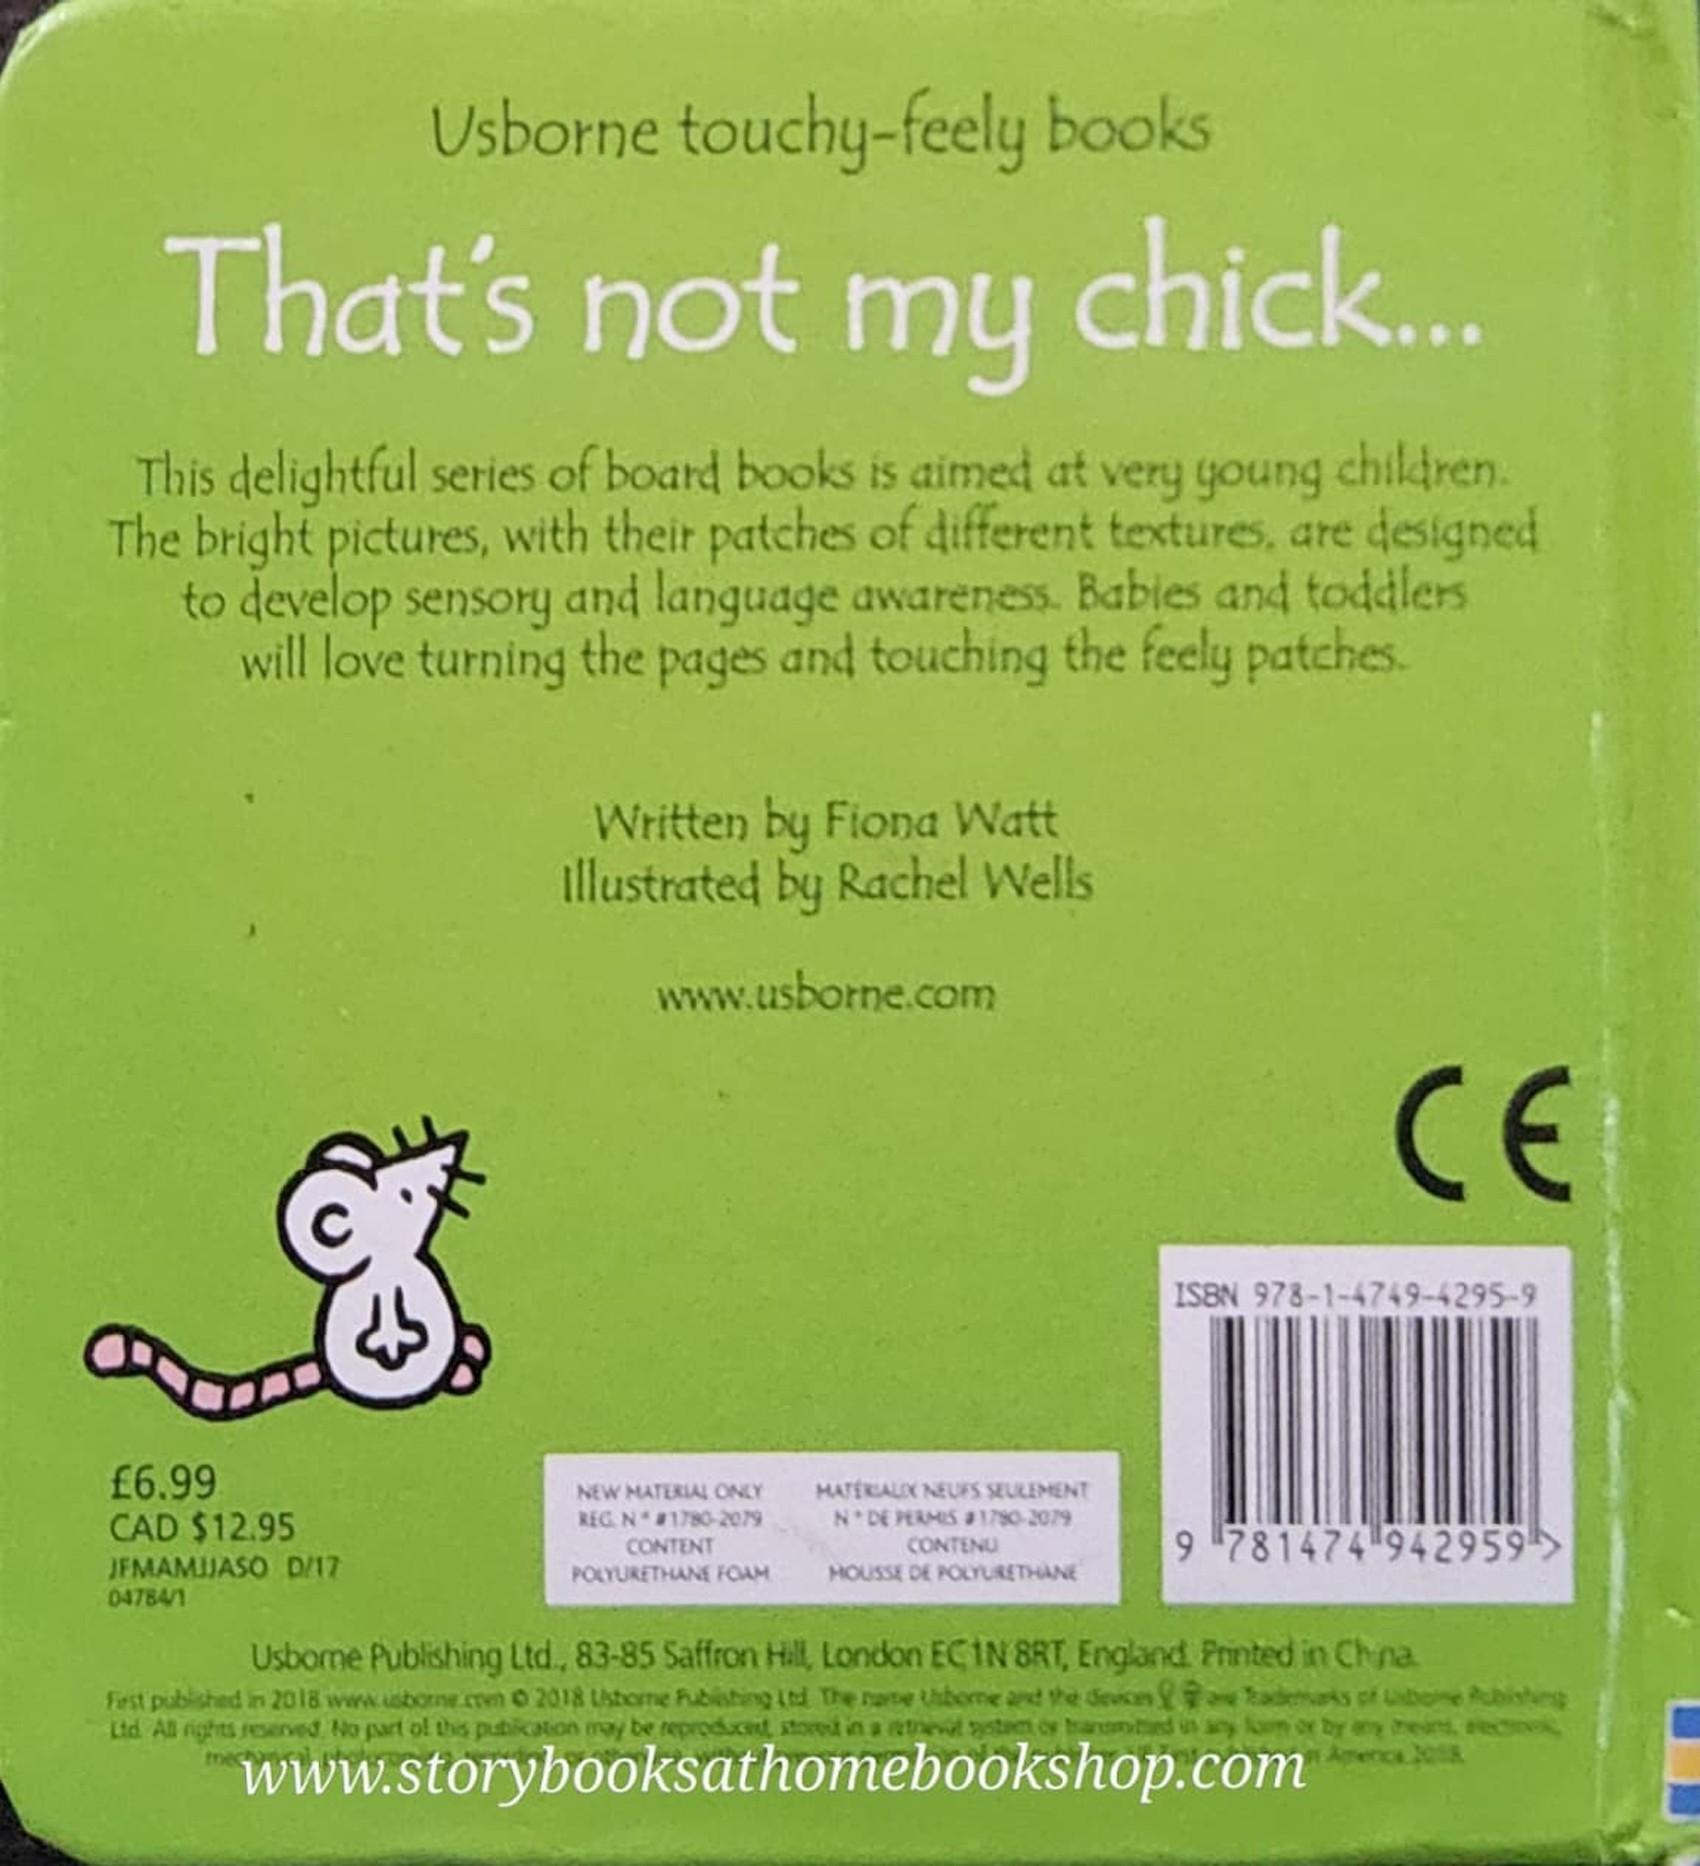 Usborne touchy-feely books
That's not my chick...
This delightful series of board books is aimed at very young children.
The bright pictures, with their patches of different textures, are designed
to develop sensory and language awareness. Babies and toddlers
will love turning the pages and touching the feely patches.
Written by Fiona Watt
Illustrated by Rachel Wells
www.usborne.com
CE
ISBN 978-1-4749-4295-9
9 781474 942959 >
£6.99
CAD $12.95
JFMAMJJASO D/17
04784/1
NEW MATERIAL ONLY
REG. N° #1780-2079
CONTENT
POLYURETHANE FOAM
MATÉRIAUX NEUFS SEULEMENT
N° DE PERMIS #1780-2079
CONTENU
MOUSSE DE POLYURETHANE
Usborne Publishing Ltd., 83-85 Saffron Hill, London EC1N 8RT, England. Printed in China.
First published in 2018 www.usborne.com © 2018 Usborne Publishing Ltd. The name Usborne and the devices are Trademarks of Usborne Publishing
Ltd. All rights reserved. No part of this publication may be reproduced, stored in a retrieval system or transmitted in any form or by any means, electronic,
America 2018.
www.storybooksathomebookshop.com